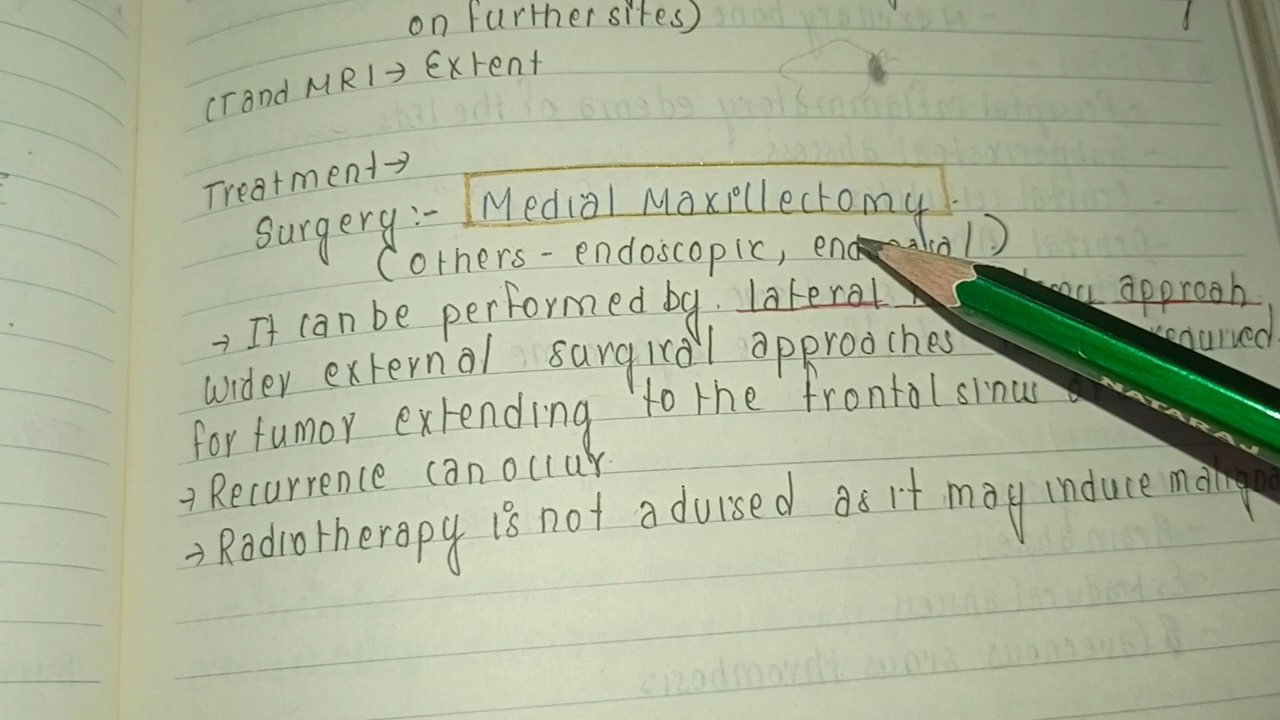 on further sites)
CT and MRI → Extent
Treatment →
Surgery :- Medial Maxillectomy.
(others - endoscopic,
→ It can be performed by. lateral approah.
wider external surgical approaches required
for tumor extending to the frontal sinus
→ Recurrence can occur.
→ Radiotherapy is not advised as it may induce